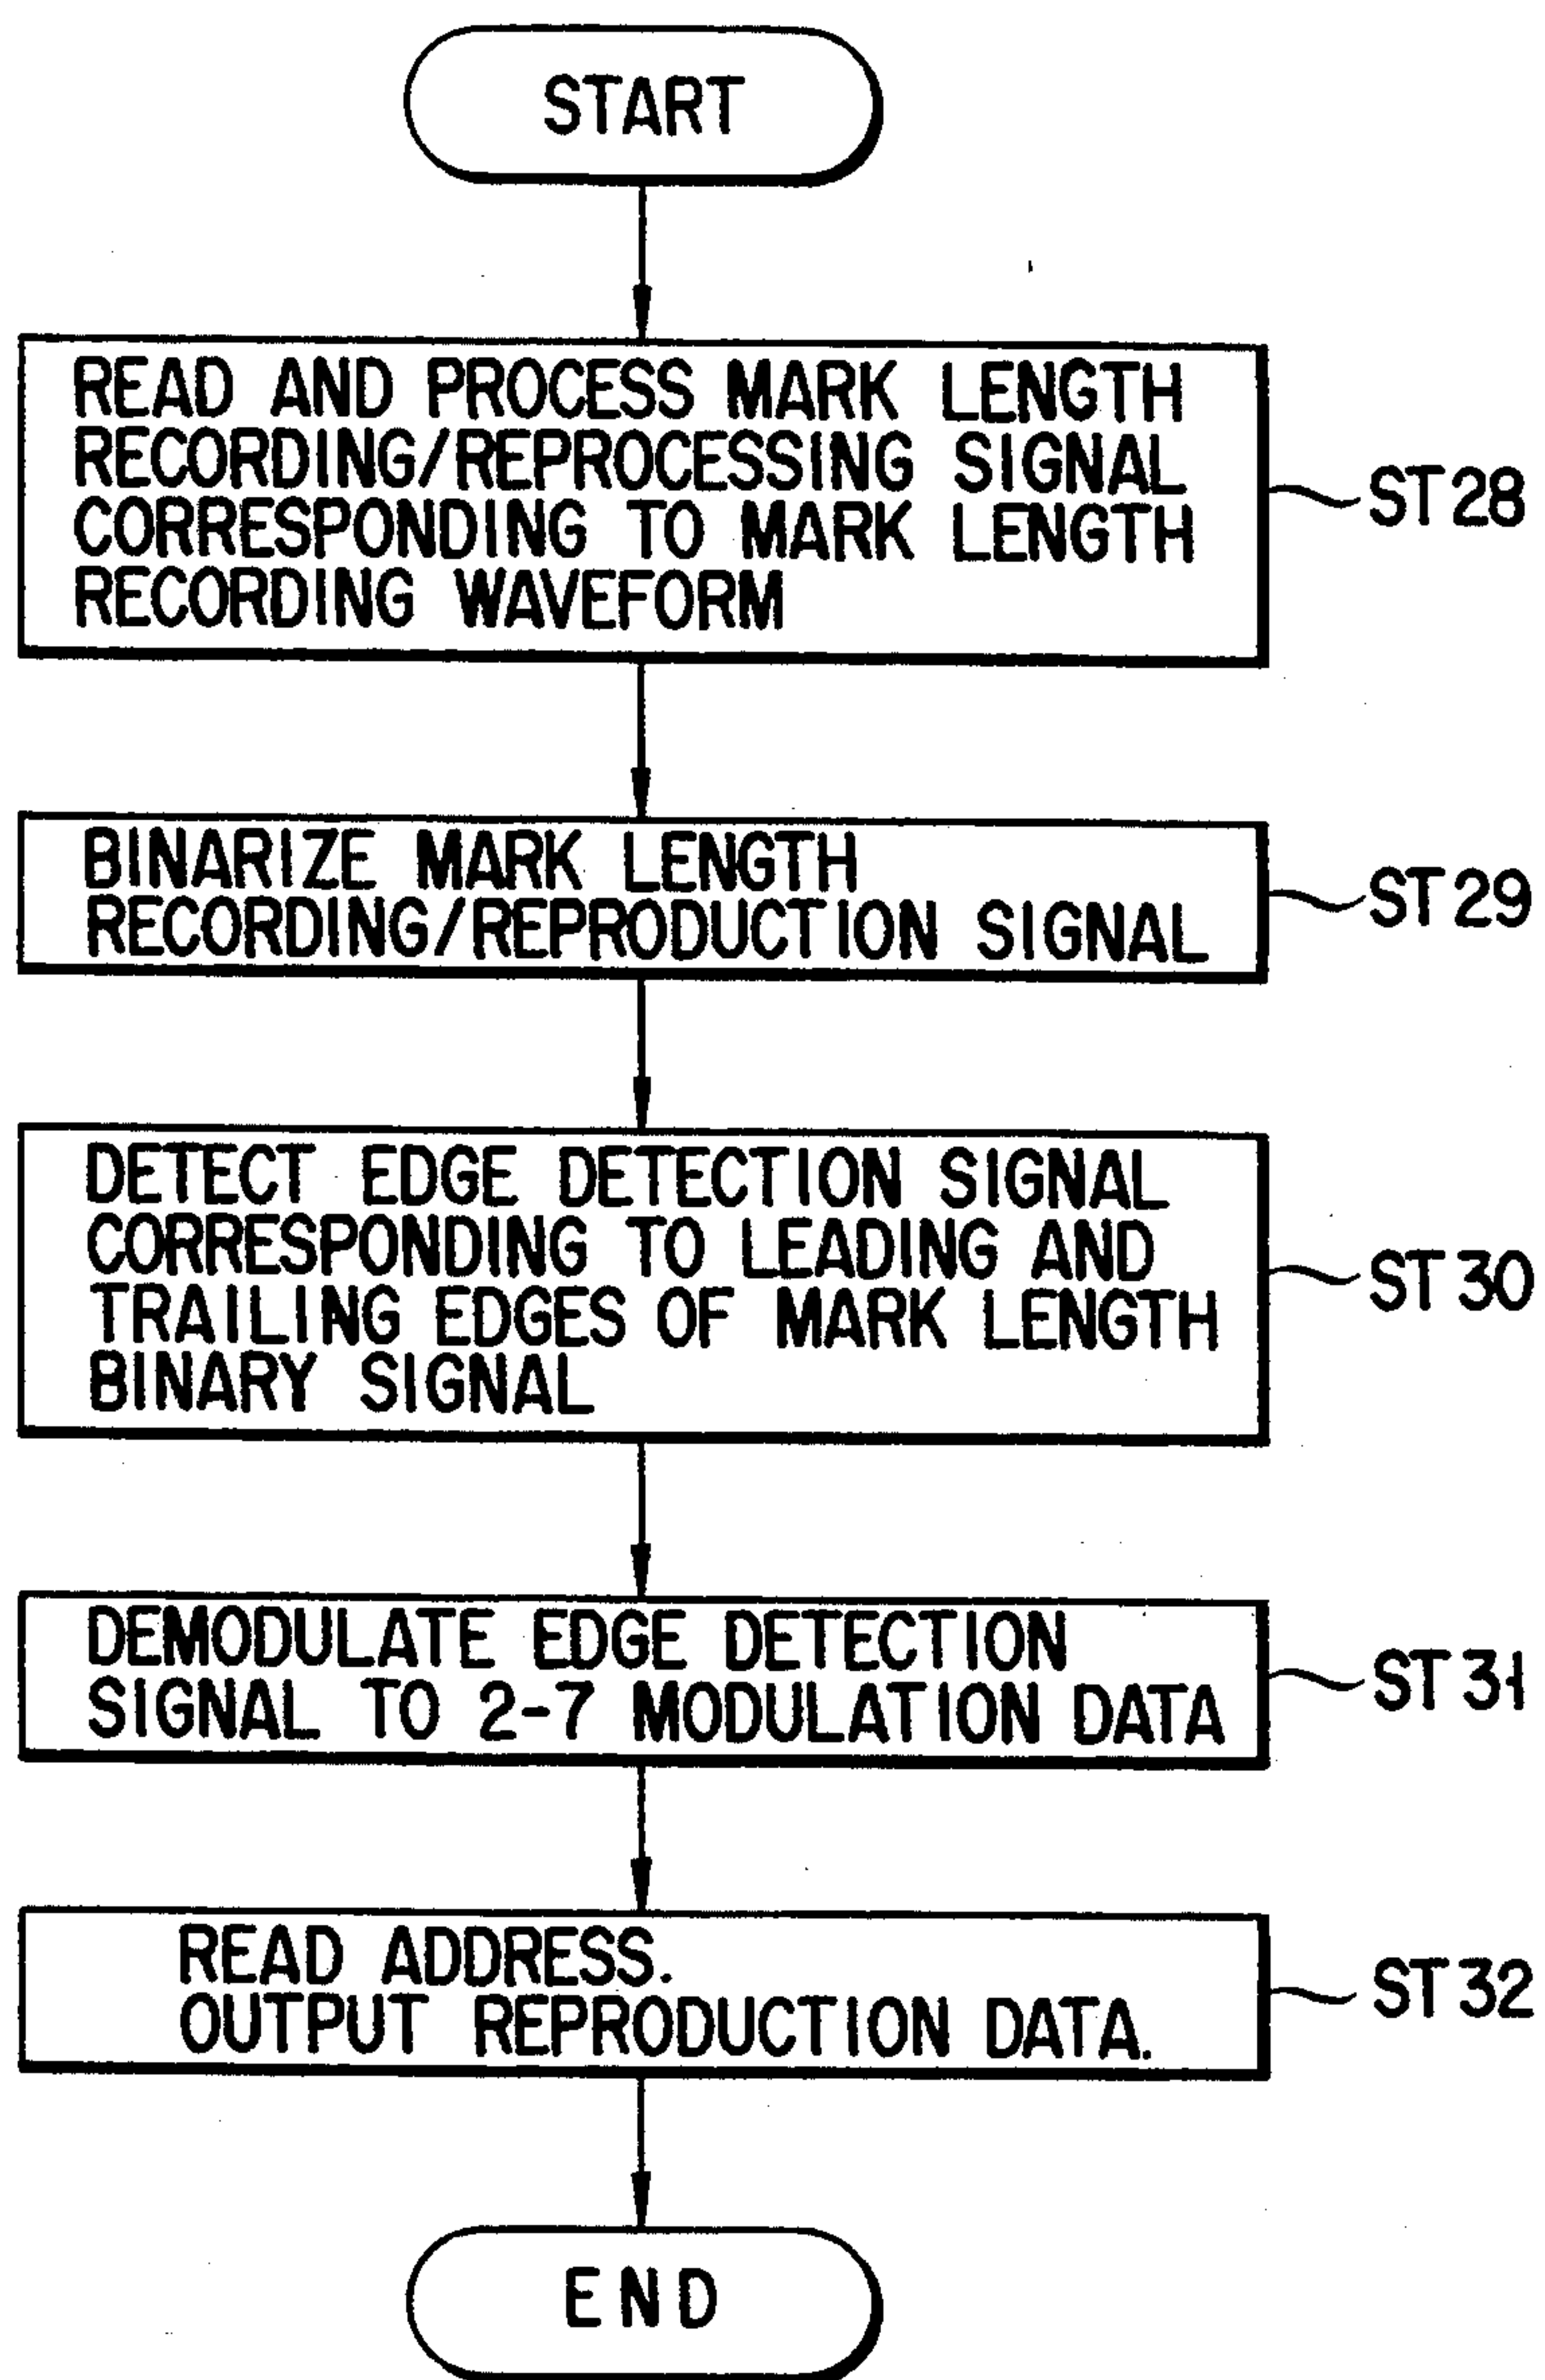 START
READ AND PROCESS MARK LENGTH
RECORDING/REPROCESSING SIGNAL
CORRESPONDING TO MARK LENGTH
RECORDING WAVEFORM
ST28
BINARIZE MARK LENGTH
RECORDING/REPRODUCTION SIGNAL
ST29
DETECT EDGE DETECTION SIGNAL
CORRESPONDING TO LEADING AND
TRAILING EDGES OF MARK LENGTH
BINARY SIGNAL
ST30
DEMODULATE EDGE DETECTION
SIGNAL TO 2-7 MODULATION DATA
ST31
READ ADDRESS.
OUTPUT REPRODUCTION DATA.
ST32
END